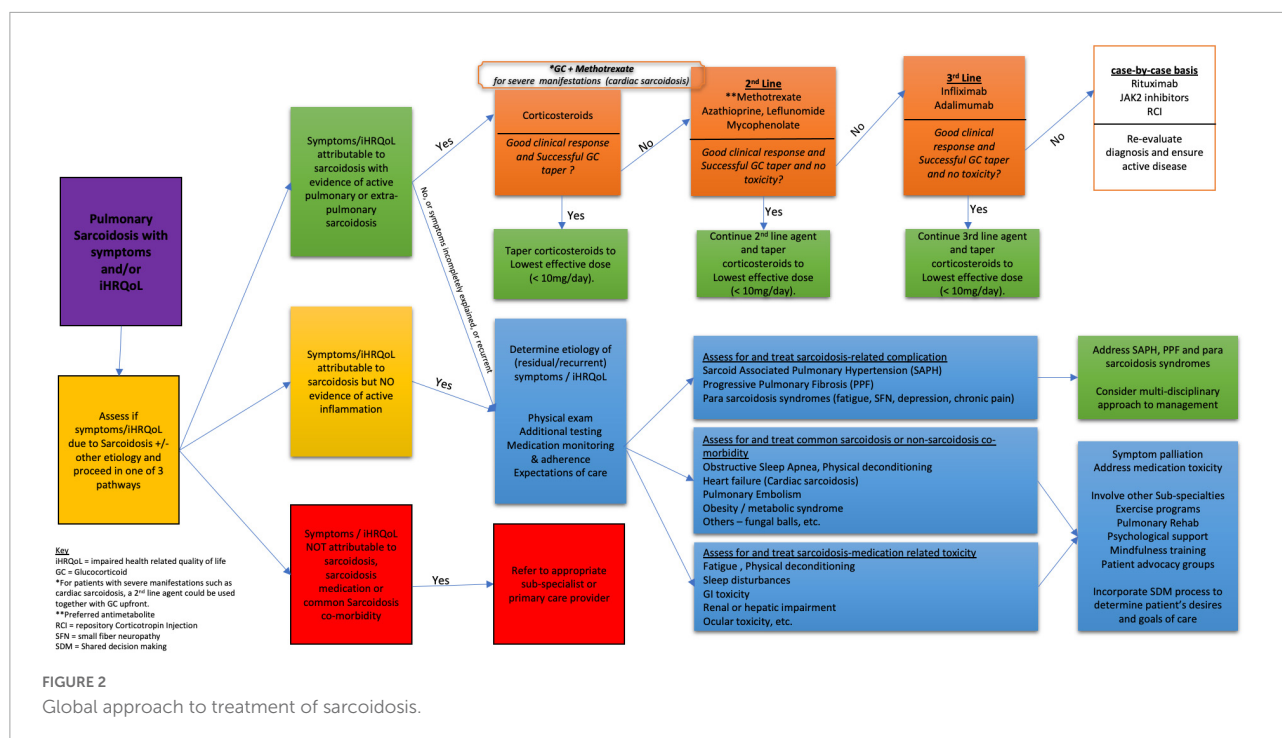 *GC + Methotrexate
for severe manifestations (cardiac sarcoidosis)
Pulmonary
Sarcoidosis with
symptoms
and/or
iHRQoL
Assess if
symptoms/iHRQoL
due to Sarcoidosis +/-
other etiology and
proceed in one of 3
pathways
Symptoms/iHRQoL
attributable to
sarcoidosis with
evidence of active
pulmonary or extra-
pulmonary
sarcoidosis
Yes
No, or symptoms incompletely explained, or recurrent
Corticosteroids
Good clinical response
and Successful GC
taper ?
No
Yes
Taper corticosteroids to
Lowest effective dose
(< 10mg/day).
2nd Line
**Methotrexate
Azathioprine, Leflunomide
Mycophenolate
Good clinical response and
Successful GC taper and no
toxicity?
No
Yes
Continue 2nd line agent
and taper
corticosteroids to
Lowest effective dose
(< 10mg/day).
3rd Line
Infliximab
Adalimumab
Good clinical
response and
Successful GC taper
and no toxicity?
No
Yes
Continue 3rd line agent
and taper
corticosteroids to
Lowest effective dose
(< 10mg/day).
case-by-case basis
Rituximab
JAK2 inhibitors
RCI
Re-evaluate
diagnosis and ensure
active disease
Symptoms/iHRQoL
attributable to
sarcoidosis but NO
evidence of active
inflammation
Yes
Determine etiology of
(residual/recurrent)
symptoms / iHRQoL
Physical exam
Additional testing
Medication monitoring
& adherence
Expectations of care
Assess for and treat sarcoidosis-related complication
Sarcoid Associated Pulmonary Hypertension (SAPH)
Progressive Pulmonary Fibrosis (PPF)
Para sarcoidosis syndromes (fatigue, SFN, depression, chronic pain)
Address SAPH, PPF and para
sarcoidosis syndromes
Consider multi-disciplinary
approach to management
Assess for and treat common sarcoidosis or non-sarcoidosis co-
morbidity
Obstructive Sleep Apnea, Physical deconditioning
Heart failure (Cardiac sarcoidosis)
Pulmonary Embolism
Obesity / metabolic syndrome
Others – fungal balls, etc.
Assess for and treat sarcoidosis-medication related toxicity
Fatigue , Physical deconditioning
Sleep disturbances
GI toxicity
Renal or hepatic impairment
Ocular toxicity, etc.
Symptom palliation
Address medication toxicity
Involve other Sub-specialties
Exercise programs
Pulmonary Rehab
Psychological support
Mindfulness training
Patient advocacy groups
Incorporate SDM process to
determine patient's desires
and goals of care
Symptoms / iHRQoL
NOT attributable to
sarcoidosis,
sarcoidosis
medication or
common Sarcoidosis
co-morbidity
Yes
Refer to appropriate
sub-specialist or
primary care provider
Key
iHRQoL = impaired health related quality of life
GC = Glucocorticoid
*For patients with severe manifestations such as
cardiac sarcoidosis, a 2nd line agent could be used
together with GC upfront.
**Preferred antimetabolite
RCI = repository Corticotropin Injection
SFN = small fiber neuropathy
SDM = Shared decision making
FIGURE 2
Global approach to treatment of sarcoidosis.